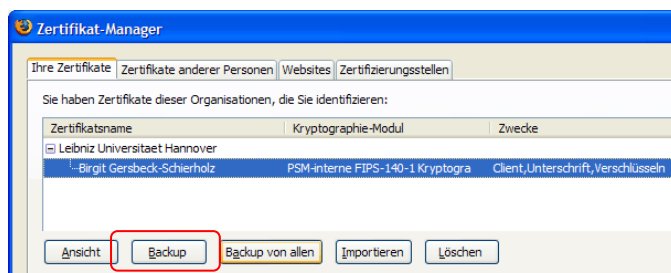 Zertifikat-Manager
Ihre Zertifikate Zertifikate anderer Personen Websites Zertifizierungsstellen
Sie haben Zertifikate dieser Organisationen, die Sie identifizieren:
Zertifikatsname Kryptographie-Modul Zwecke
Leibniz Universitaet Hannover
Birgit Gersbeck-Schierholz PSM-interne FIPS-140-1 Kryptogra Client,Unterschrift,Verschlüsseln
Ansicht Backup Backup von allen Importieren Löschen